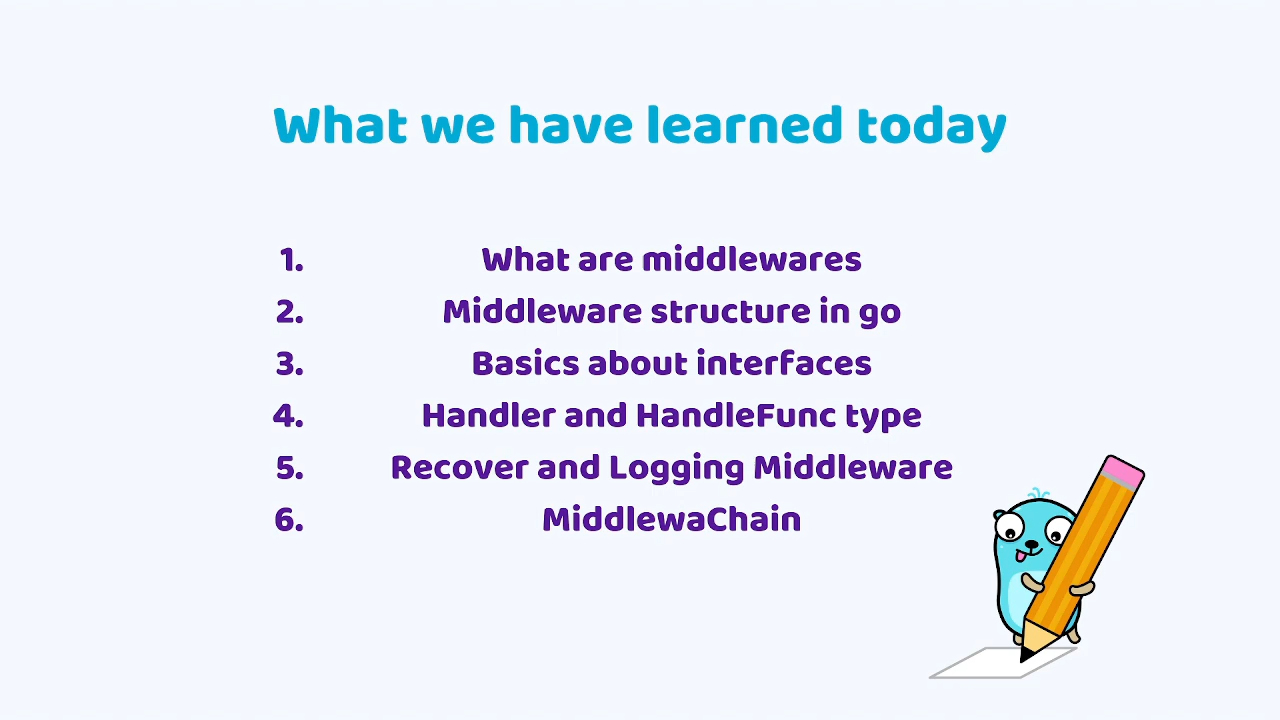 What we have learned today
1. What are middlewares
2. Middleware structure in go
3. Basics about interfaces
4. Handler and HandleFunc type
5. Recover and Logging Middleware
6. MiddlewaChain